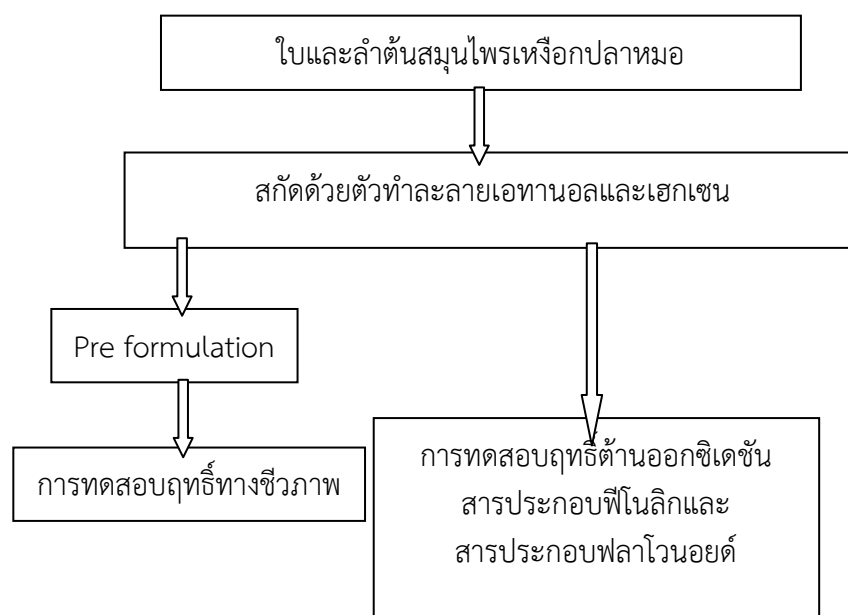 ใบและลำต้นสมุนไพรเหงือกปลาหมอ
สกัดด้วยตัวทำละลายเอทานอลและเฮกเซน
Pre formulation
การทดสอบฤทธิ์ทางชีวภาพ
การทดสอบฤทธิ์ต้านออกซิเดชัน
สารประกอบฟีโนลิกและ
สารประกอบฟลาโวนอยด์